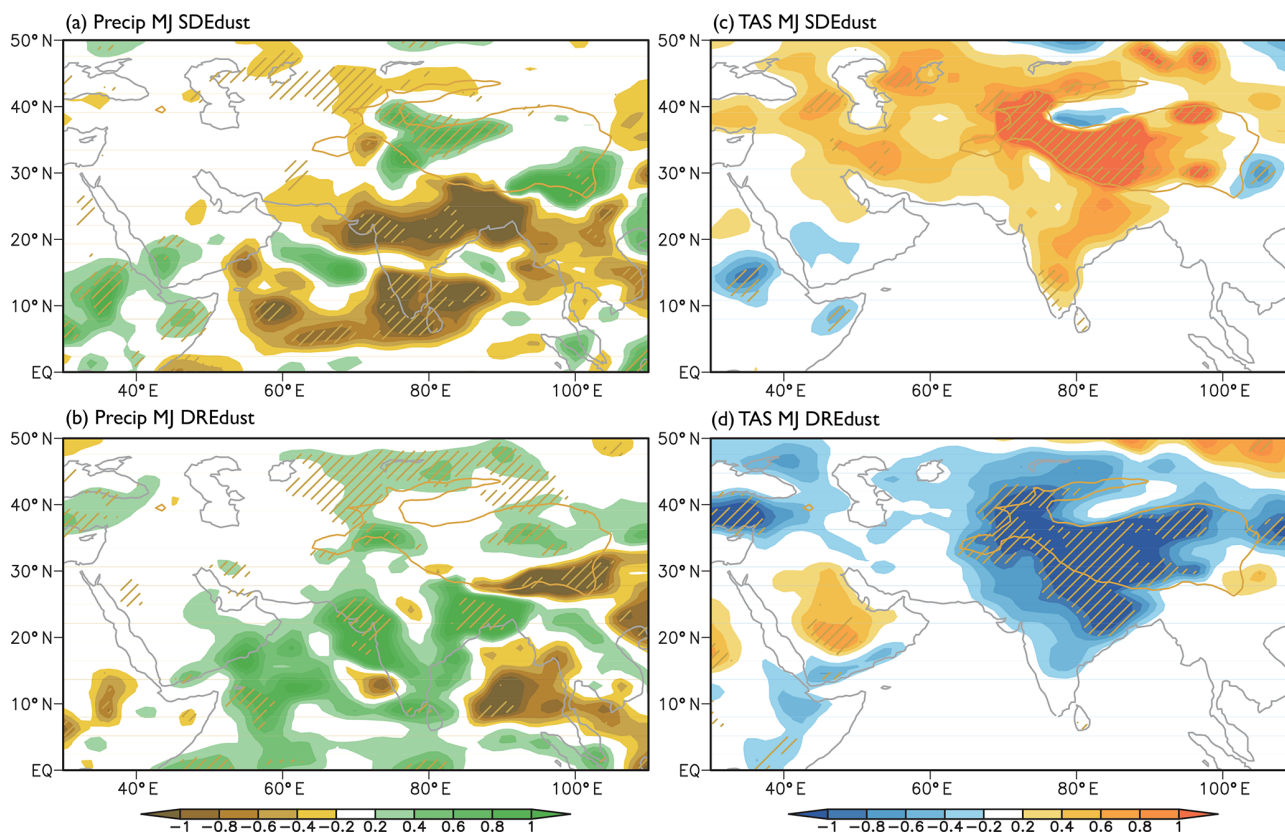 (a) Precip MJ SDEdust
50° N
40° N
30° N
20° N
10° N
EQ
40° E 60° E 80° E 100° E
(c) TAS MJ SDEdust
50° N
40° N
30° N
20° N
10° N
EQ
40° E 60° E 80° E 100° E
(b) Precip MJ DREdust
50° N
40° N
30° N
20° N
10° N
EQ
40° E 60° E 80° E 100° E
(d) TAS MJ DREdust
50° N
40° N
30° N
20° N
10° N
EQ
40° E 60° E 80° E 100° E
−1 −0.8 −0.6 −0.4 −0.2 0.2 0.4 0.6 0.8 1
−1 −0.8 −0.6 −0.4 −0.2 0.2 0.4 0.6 0.8 1